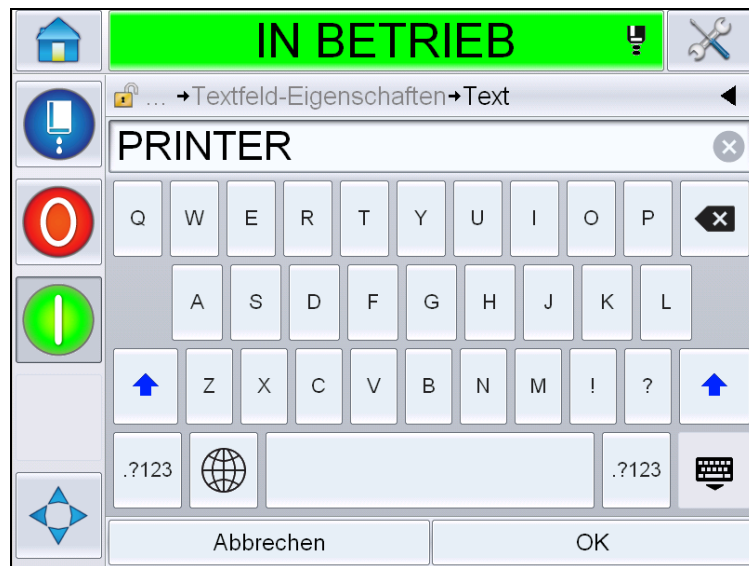 IN BETRIEB
... →Textfeld-Eigenschaften→Text
PRINTER
Q W E R T Y U I O P
A S D F G H J K L
Z X C V B N M ! ?
.?123 .?123
Abbrechen OK